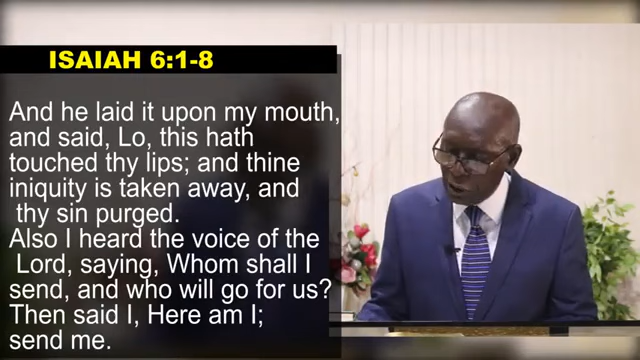 ISAIAH 6:1-8
And he laid it upon my mouth,
and said, Lo, this hath
touched thy lips; and thine
iniquity is taken away, and
thy sin purged.
Also I heard the voice of the
Lord, saying, Whom shall I
send, and who will go for us?
Then said I, Here am I;
send me.